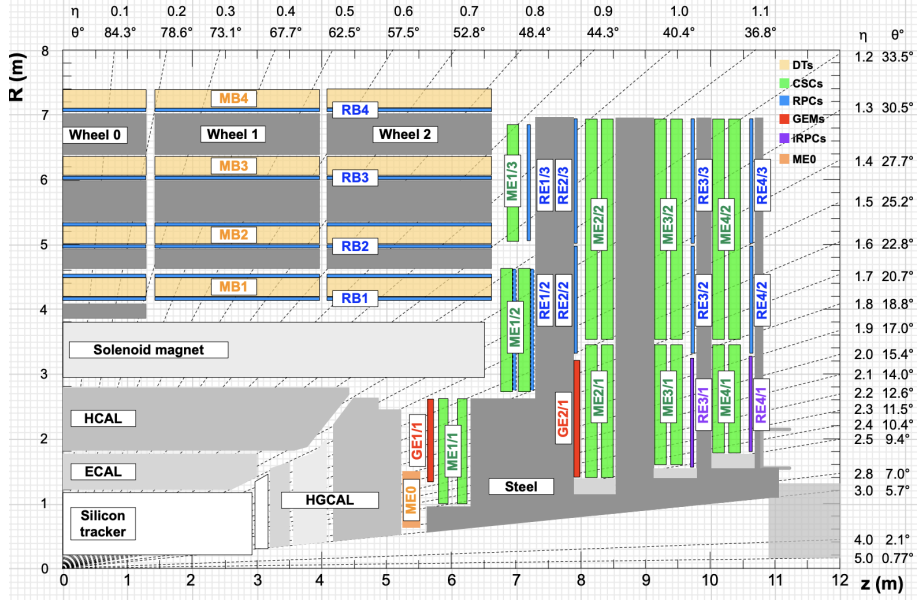 η 0.1 0.2 0.3 0.4 0.5 0.6 0.7 0.8 0.9 1.0 1.1
θ° 84.3° 78.6° 73.1° 67.7° 62.5° 57.5° 52.8° 48.4° 44.3° 40.4° 36.8° η θ°
R (m)
8
7
6
5
4
3
2
1
0
1.2 33.5°
1.3 30.5°
1.4 27.7°
1.5 25.2°
1.6 22.8°
1.7 20.7°
1.8 18.8°
1.9 17.0°
2.0 15.4°
2.1 14.0°
2.2 12.6°
2.3 11.5°
2.4 10.4°
2.5 9.4°
2.8 7.0°
3.0 5.7°
4.0 2.1°
5.0 0.77°
DTs
CSCs
RPCs
GEMs
iRPCs
ME0
MB4
RB4
Wheel 0 Wheel 1 Wheel 2
MB3
RB3
MB2
RB2
MB1
RB1
Solenoid magnet
HCAL
ECAL
Silicon
tracker
HGCAL
Steel
ME1/3
RE1/3
RE2/3
ME2/2
ME3/2
RE3/3
ME4/2
RE4/3
ME1/2
RE1/2
RE2/2
RE3/2
RE4/2
GE1/1
ME1/1
ME0
GE2/1
ME2/1
ME3/1
RE3/1
ME4/1
RE4/1
0 1 2 3 4 5 6 7 8 9 10 11 12
z (m)